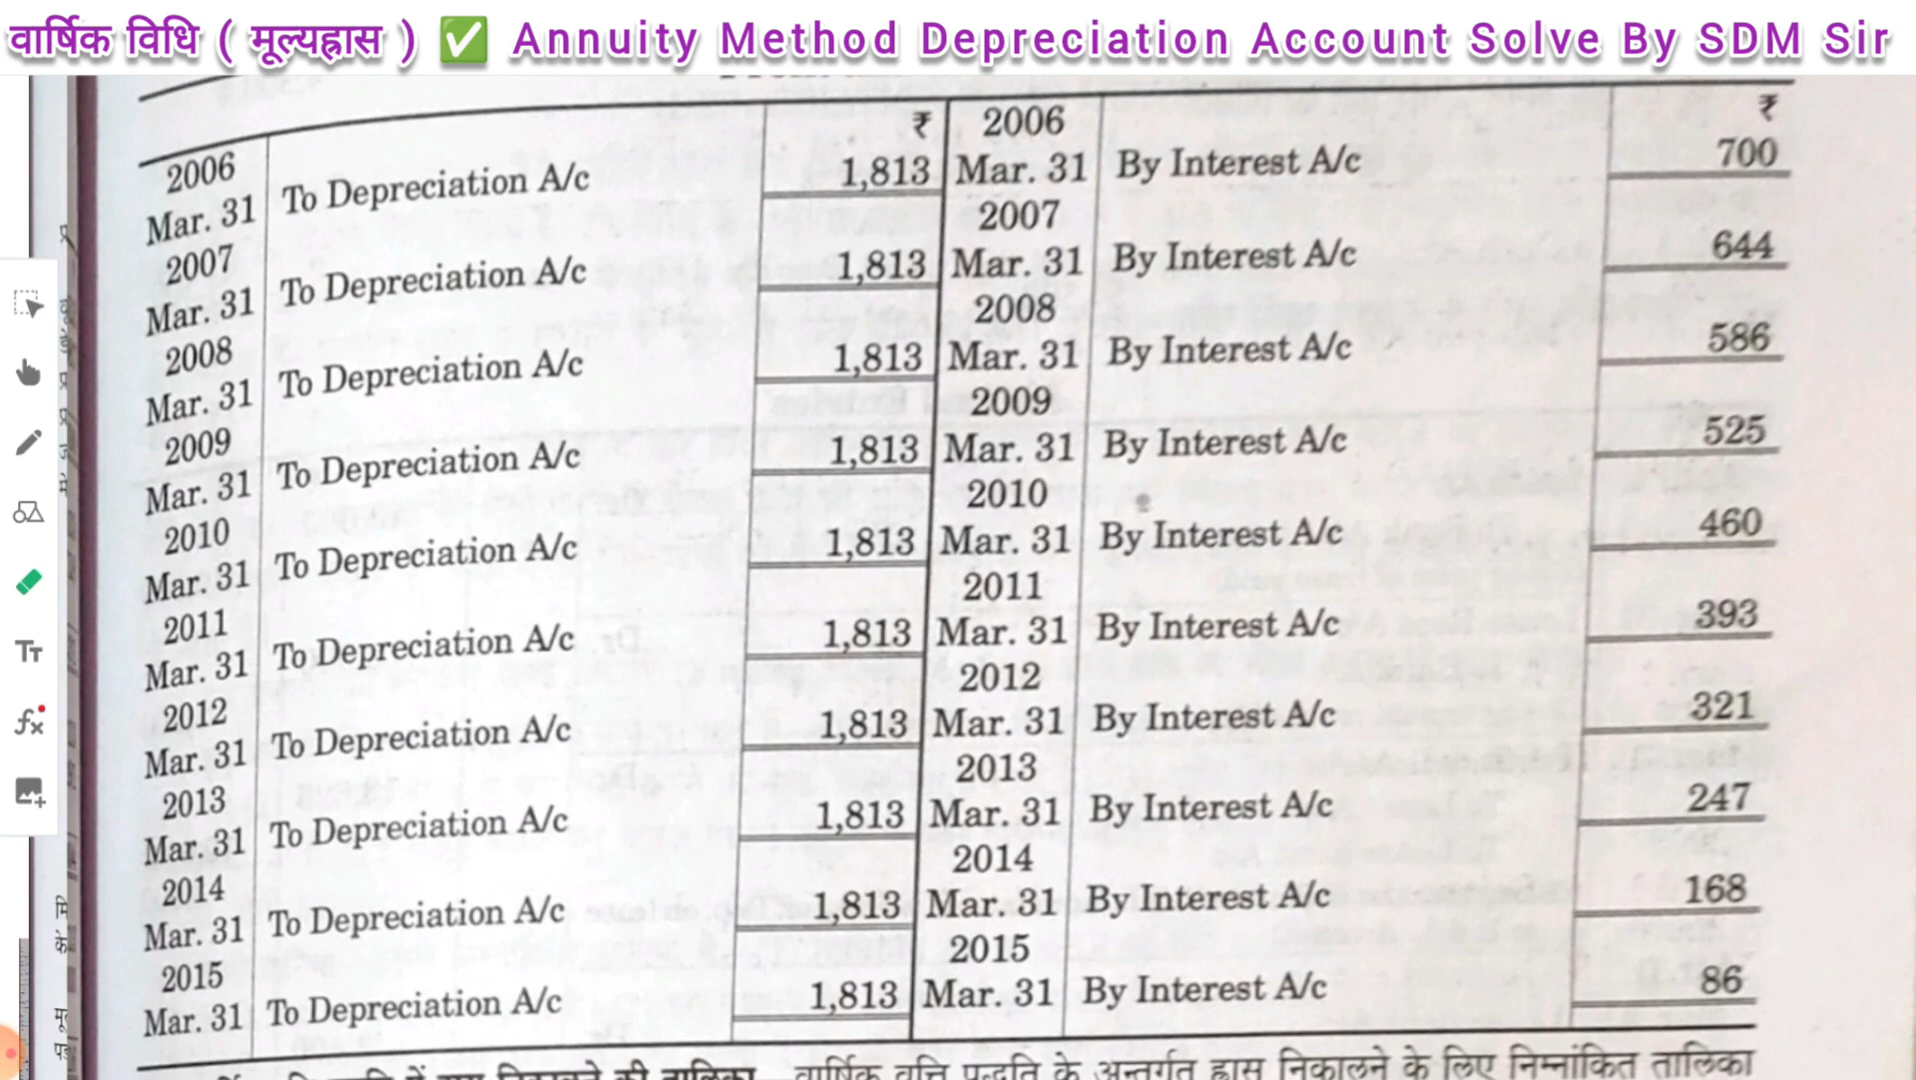 वार्षिक विधि ( मूल्यह्रास ) ✅ Annuity Method Depreciation Account Solve By SDM Sir
₹ 2006 ₹
2006
Mar. 31 To Depreciation A/c 1,813 Mar. 31 By Interest A/c 700
2007 2007
Mar. 31 To Depreciation A/c 1,813 Mar. 31 By Interest A/c 644
2008 2008
Mar. 31 To Depreciation A/c 1,813 Mar. 31 By Interest A/c 586
2009 2009
Mar. 31 To Depreciation A/c 1,813 Mar. 31 By Interest A/c 525
2010 2010
Mar. 31 To Depreciation A/c 1,813 Mar. 31 By Interest A/c 460
2011 2011
Mar. 31 To Depreciation A/c 1,813 Mar. 31 By Interest A/c 393
2012 2012
Mar. 31 To Depreciation A/c 1,813 Mar. 31 By Interest A/c 321
2013 2013
Mar. 31 To Depreciation A/c 1,813 Mar. 31 By Interest A/c 247
2014 2014
Mar. 31 To Depreciation A/c 1,813 Mar. 31 By Interest A/c 168
2015 2015
Mar. 31 To Depreciation A/c 1,813 Mar. 31 By Interest A/c 86
निकालने की तालिका वार्षिक वृत्ति पद्धति के अन्तर्गत ह्रास निकालने के लिए निम्नांकित तालिका